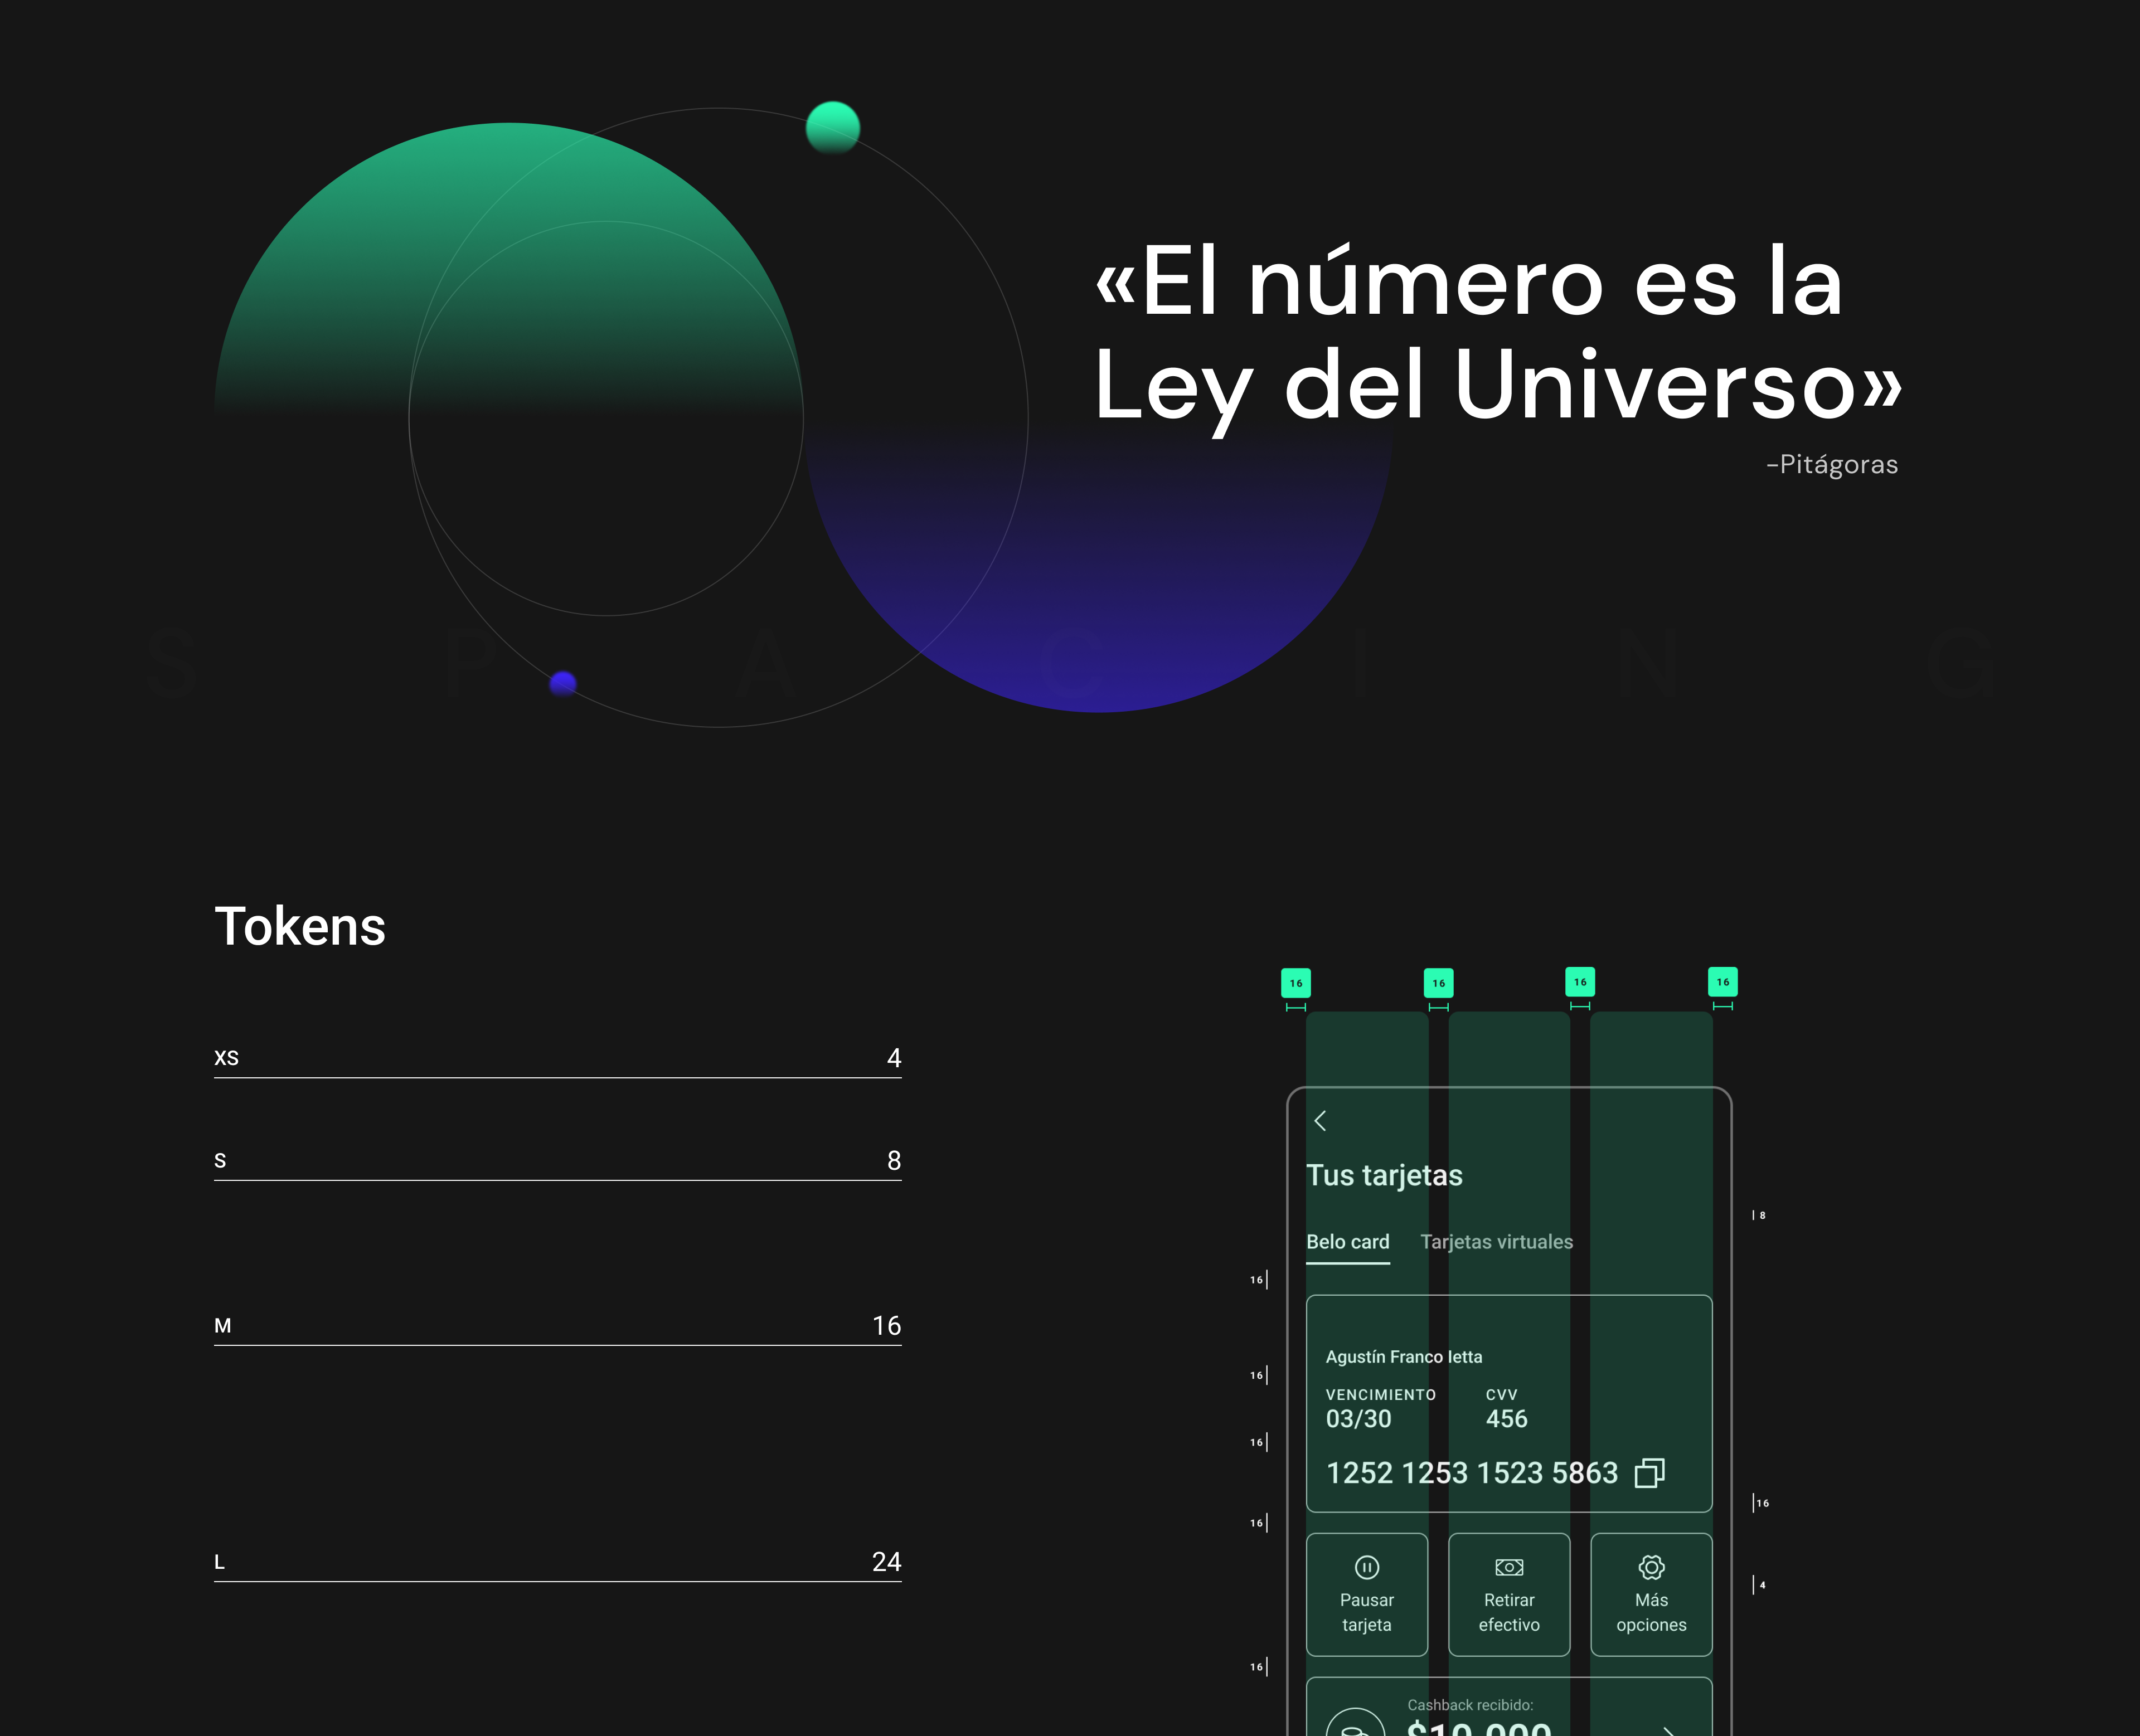 «El número es la
Ley del Universo»
-Pitágoras
S P A C I N G
Tokens
XS 4
S 8
M 16
L 24
16 16 16 16
Tus tarjetas
8
Belo card Tarjetas virtuales
16
Agustín Franco Ietta
16
VENCIMIENTO CVV
03/30 456
16
1252 1253 1523 5863
16
16
Pausar
tarjeta
Retirar
efectivo
Más
opciones
4
16
Cashback recibido:
$10.000